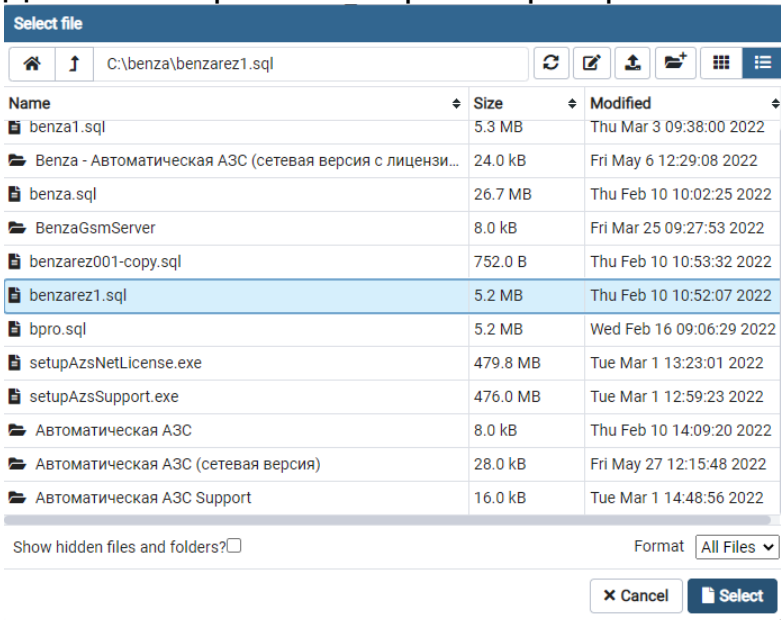 Select file
C:\benza\benzarez1.sql
Name Size Modified
benza1.sql 5.3 MB Thu Mar 3 09:38:00 2022
Benza - Автоматическая АЗС (сетевая версия с лицензи... 24.0 kB Fri May 6 12:29:08 2022
benza.sql 26.7 MB Thu Feb 10 10:02:25 2022
BenzaGsmServer 8.0 kB Fri Mar 25 09:27:53 2022
benzarez001-copy.sql 752.0 B Thu Feb 10 10:53:32 2022
benzarez1.sql 5.2 MB Thu Feb 10 10:52:07 2022
bpro.sql 5.2 MB Wed Feb 16 09:06:29 2022
setupAzsNetLicense.exe 479.8 MB Tue Mar 1 13:23:01 2022
setupAzsSupport.exe 476.0 MB Tue Mar 1 12:59:23 2022
Автоматическая АЗС 8.0 kB Thu Feb 10 14:09:20 2022
Автоматическая АЗС (сетевая версия) 28.0 kB Fri May 27 12:15:48 2022
Автоматическая АЗС Support 16.0 kB Tue Mar 1 14:48:56 2022
Show hidden files and folders? Format All Files
Cancel Select